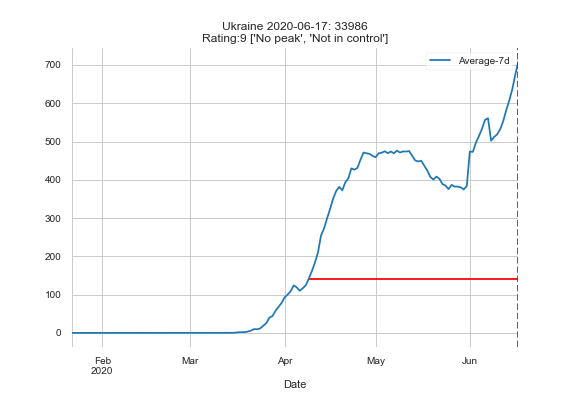 Ukraine 2020-06-17: 33986
Rating:9 ['No peak', 'Not in control']
Average-7d
700
600
500
400
300
200
100
0
Feb
2020
Mar
Apr
May
Jun
Date